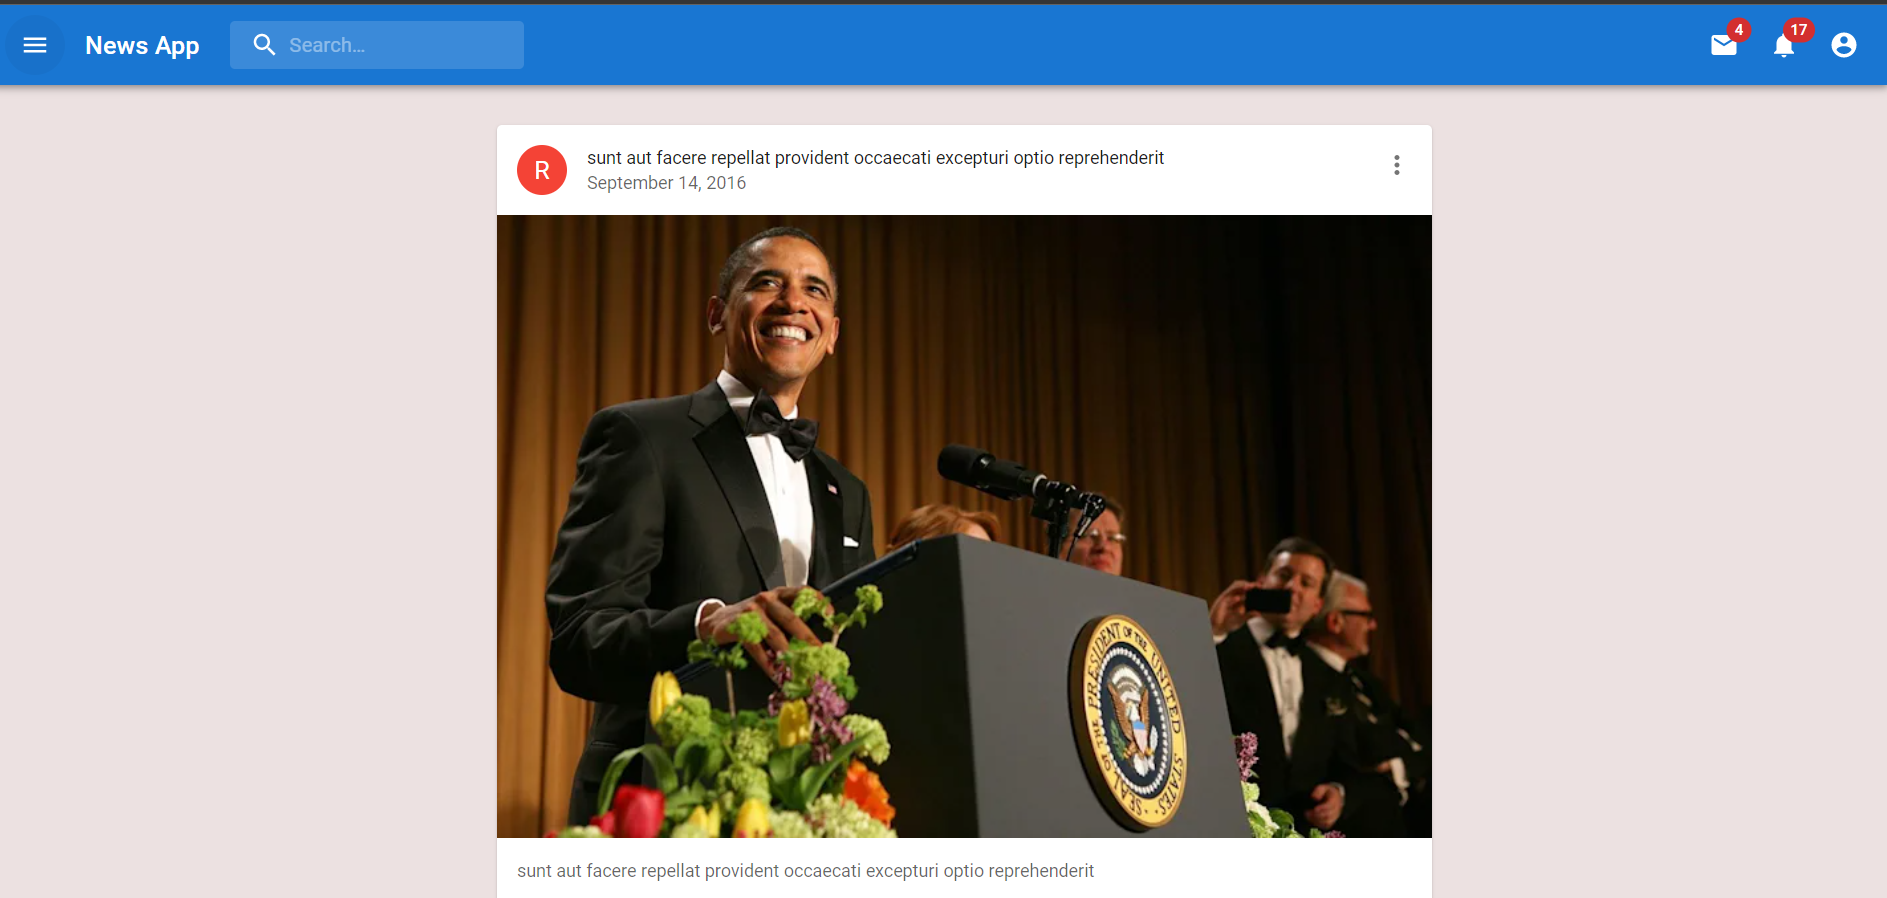 News App
Search…
4
17
R
sunt aut facere repellat provident occaecati excepturi optio reprehenderit
September 14, 2016
SEAL OF THE PRESIDENT OF THE UNITED STATES
sunt aut facere repellat provident occaecati excepturi optio reprehenderit